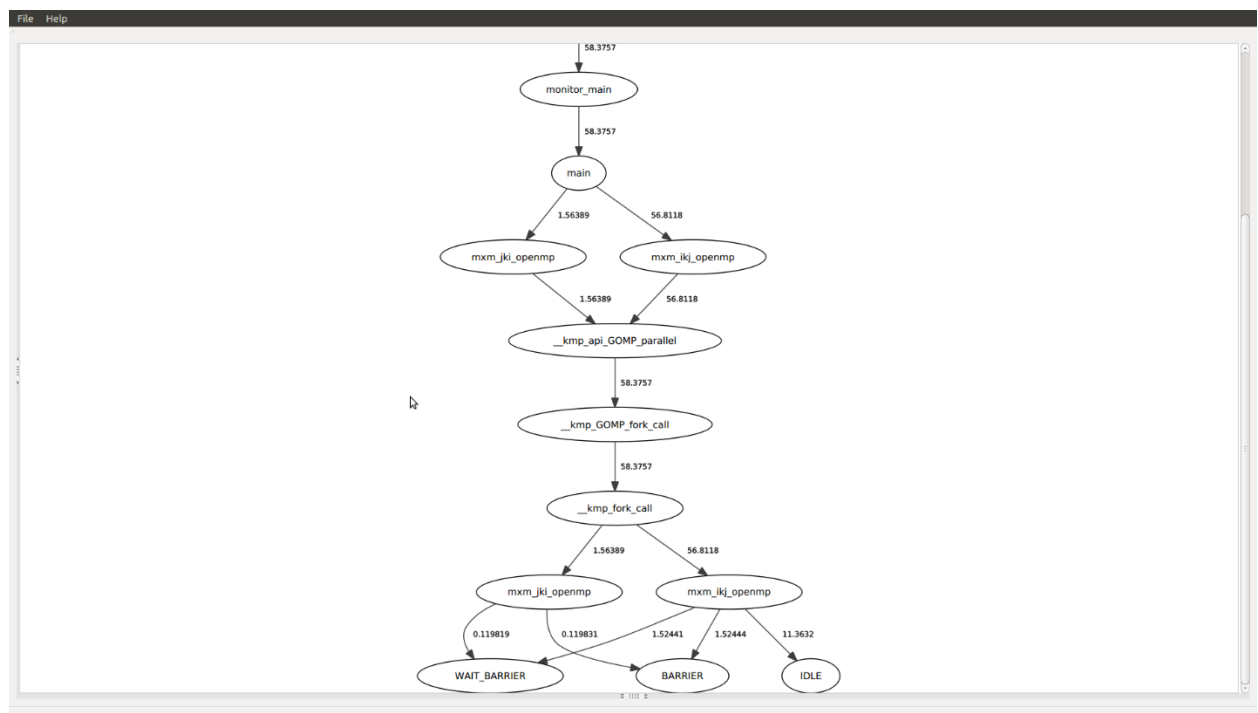 File Help
58.3757
monitor_main
58.3757
main
1.56389 56.8118
mxm_jki_openmp mxm_ikj_openmp
1.56389 56.8118
__kmp_api_GOMP_parallel
58.3757
__kmp_GOMP_fork_call
58.3757
__kmp_fork_call
1.56389 56.8118
mxm_jki_openmp mxm_ikj_openmp
0.119819 0.119831 1.52441 1.52444 11.3632
WAIT_BARRIER BARRIER IDLE